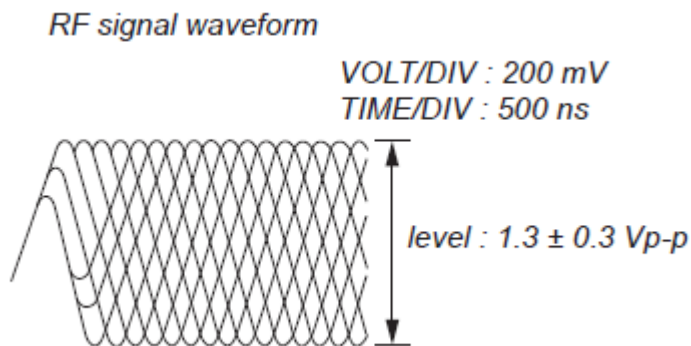 RF signal waveform
VOLT/DIV : 200 mV
TIME/DIV : 500 ns
level : 1.3 ± 0.3 Vp-p